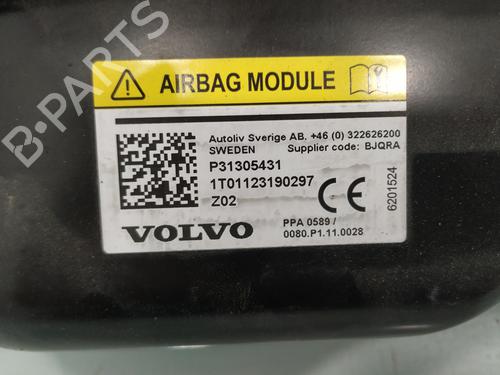 B-PARTS
AIRBAG MODULE
Autoliv Sverige AB. +46 (0) 322626200
SWEDEN Supplier code: BJQRA
P31305431
1T01123190297
Z02
CE
6201524
VOLVO
PPA 0589 /
0080.P1.11.0028